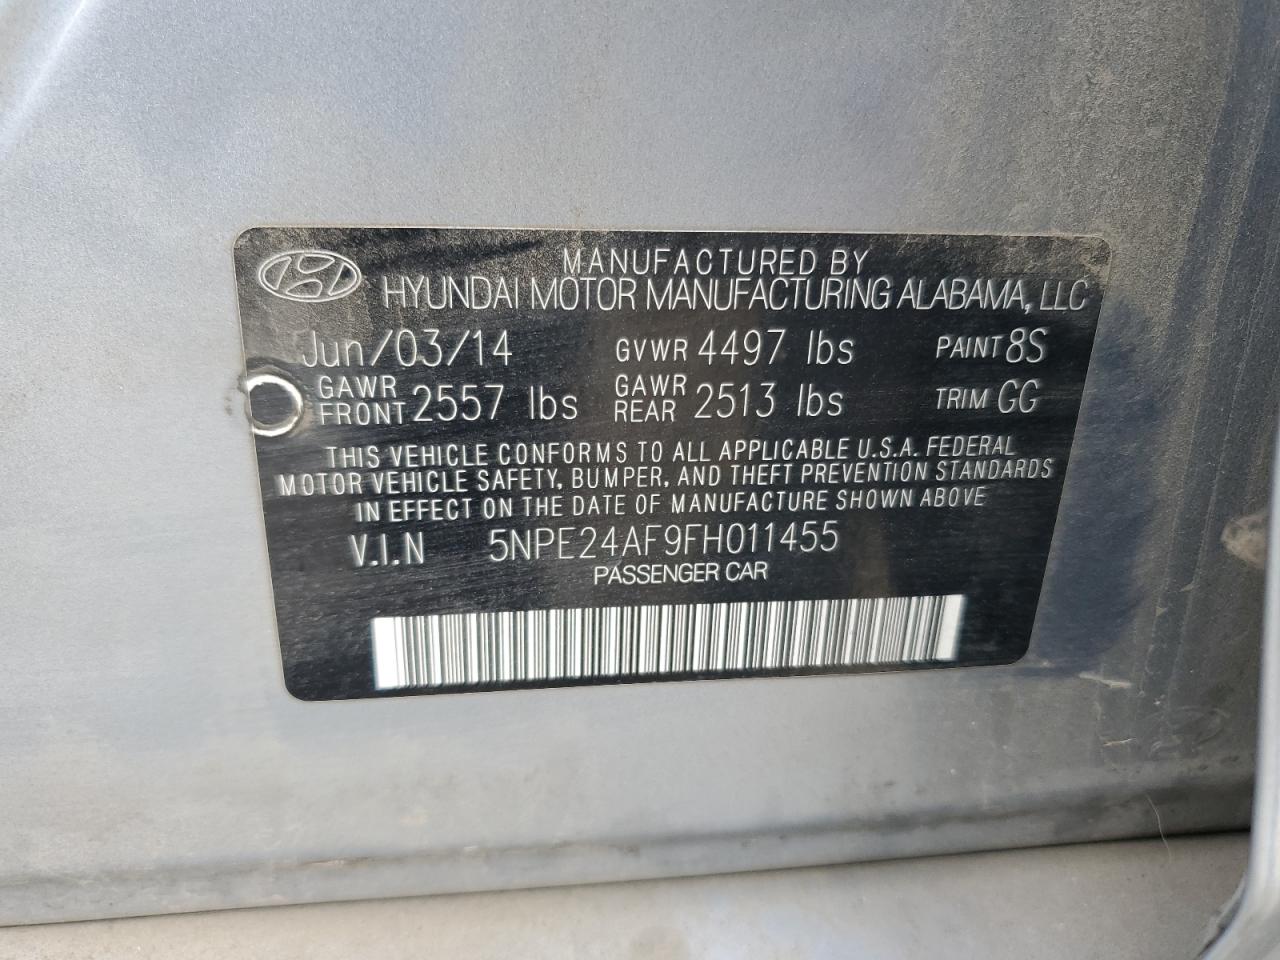 MANUFACTURED BY
HYUNDAI MOTOR MANUFACTURING ALABAMA, LLC
Jun/03/14 GVWR 4497 lbs PAINT 8S
GAWR FRONT 2557 lbs GAWR REAR 2513 lbs TRIM GG
THIS VEHICLE CONFORMS TO ALL APPLICABLE U.S.A. FEDERAL
MOTOR VEHICLE SAFETY, BUMPER, AND THEFT PREVENTION STANDARDS
IN EFFECT ON THE DATE OF MANUFACTURE SHOWN ABOVE
V.I.N 5NPE24AF9FH011455
PASSENGER CAR